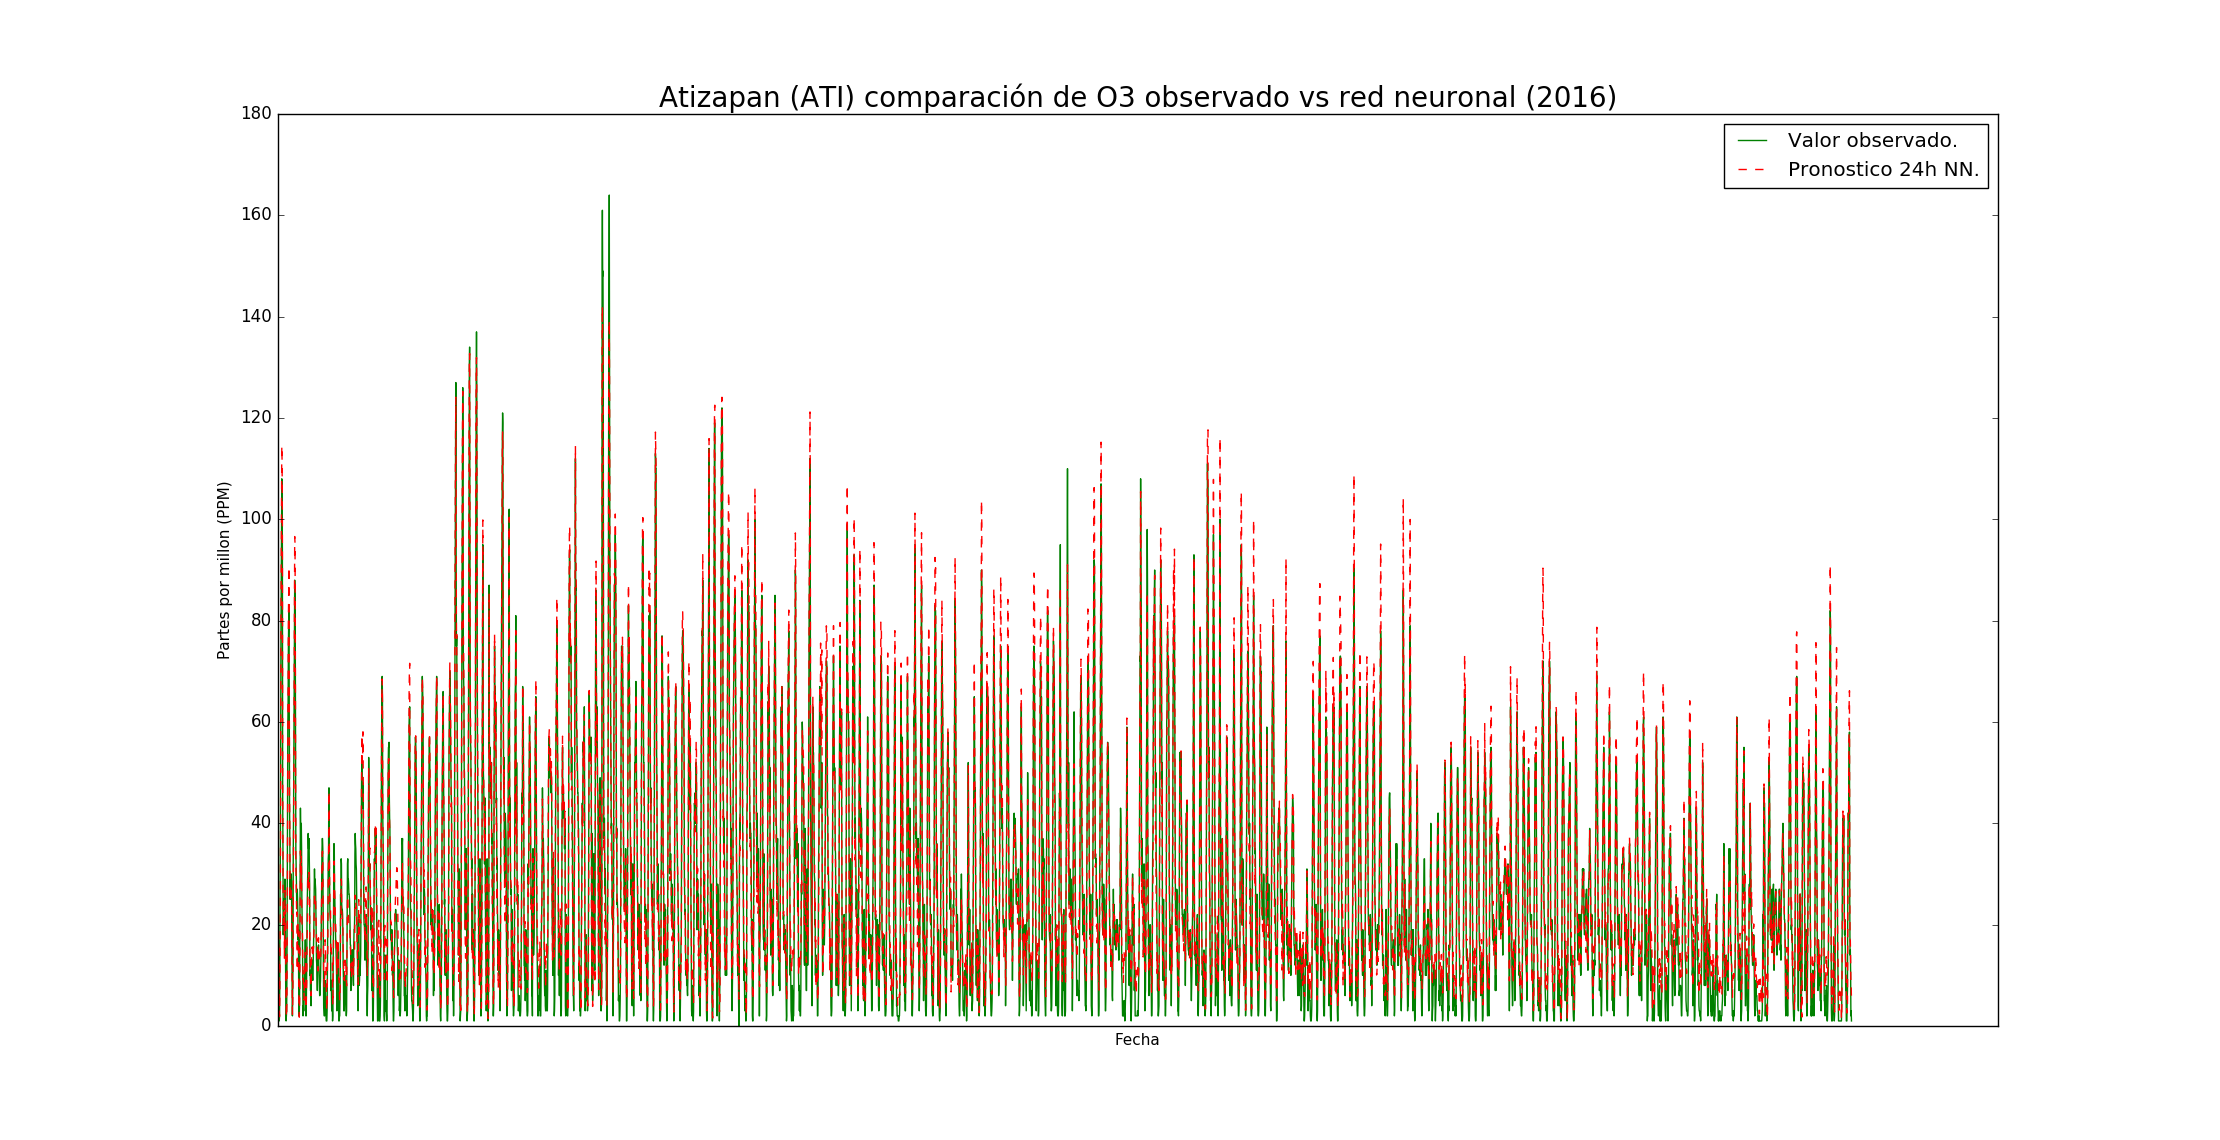 Atizapan (ATI) comparación de O3 observado vs red neuronal (2016)
Valor observado.
Pronostico 24h NN.
180
160
140
120
100
80
60
40
20
0
Partes por millon (PPM)
Fecha